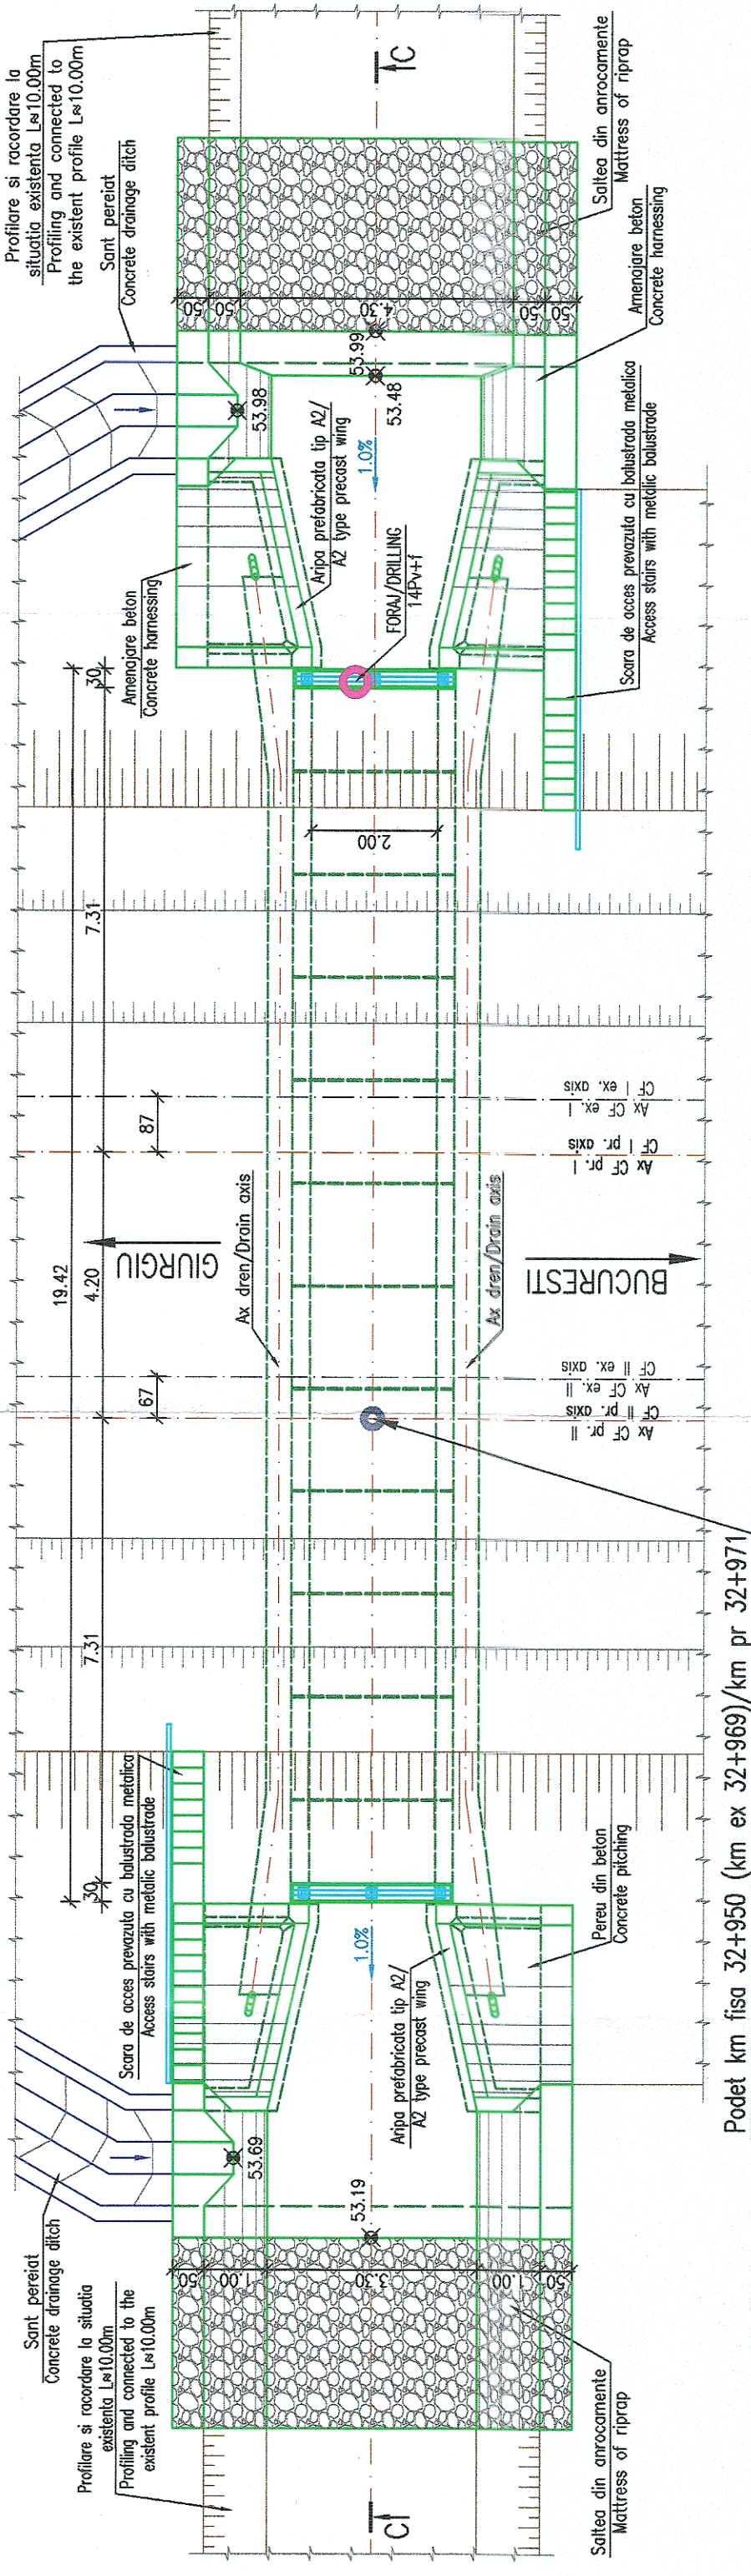 Profilare si racordare la
situatia existenta L≈10.00m
Profiling and connected to
the existent profile L≈10.00m
Sant pereiat
Concrete drainage ditch
C
50
50
4.30
50
50
Saltea din anrocamente
Mattress of riprap
Amenajare beton
Concrete harnessing
53.99
53.98
53.48
1.0%
Aripa prefabricata tip A2/
A2 type precast wing
FORAJ/DRILLING
14Pv+f
Scara de acces prevazuta cu balustrada metalica
Access stairs with metalic balustrade
Amenajare beton
Concrete harnessing
30
2.00
7.31
87
Ax CF ex. I
CF I ex. axis
Ax CF pr. I
CF I pr. axis
19.42
4.20
GIURGIU
Ax dren/Drain axis
Ax dren/Drain axis
BUCURESTI
67
Ax CF ex. II
CF II ex. axis
Ax CF pr. II
CF II pr. axis
7.31
30
Scara de acces prevazuta cu balustrada metalica
Access stairs with metalic balustrade
1.0%
Aripa prefabricata tip A2/
A2 type precast wing
Pereu din beton
Concrete pitching
Podet km fisa 32+950 (km ex 32+969)/km pr 32+971/
53.69
53.19
Sant pereiat
Concrete drainage ditch
50
1.00
3.30
1.00
50
Profilare si racordare la situatia
existenta L≈10.00m
Profiling and connected to the
existent profile L≈10.00m
Saltea din anrocamente
Mattress of riprap
C